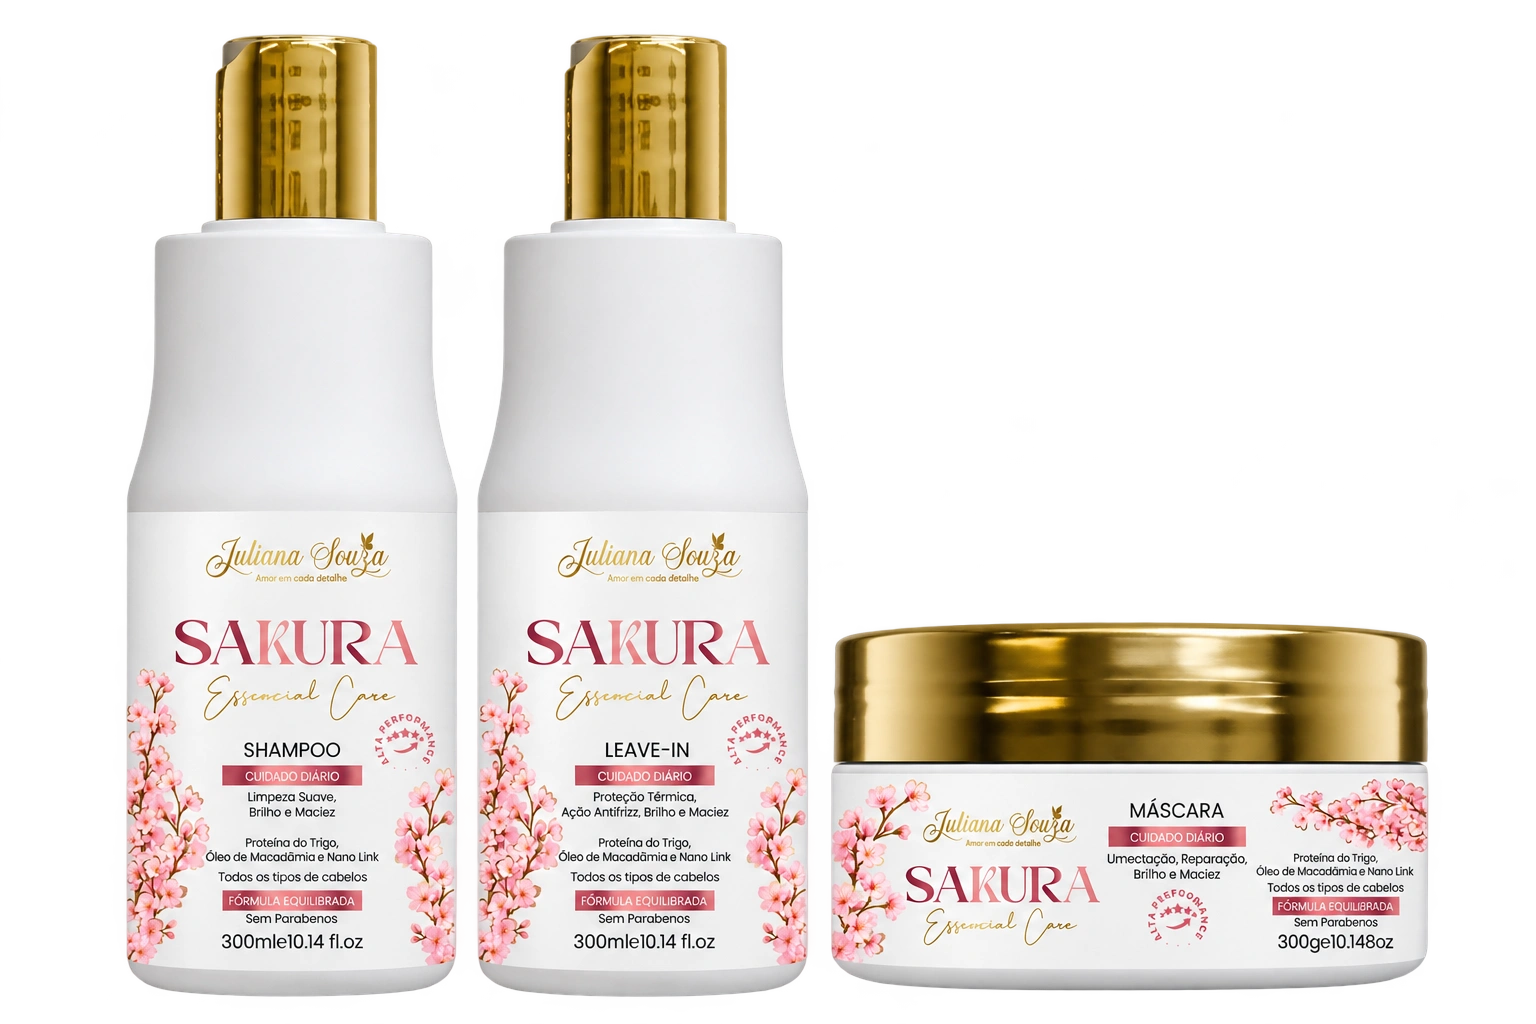 Juliana Souza
Amor em cada detalhe
SAKURA
Essencial Care
ALTA PERFORMANCE
SHAMPOO
CUIDADO DIÁRIO
Limpeza Suave,
Brilho e Maciez
Proteína do Trigo,
Óleo de Macadâmia e Nano Link
Todos os tipos de cabelos
FÓRMULA EQUILIBRADA
Sem Parabenos
300mle10.14 fl.oz
Juliana Souza
Amor em cada detalhe
SAKURA
Essencial Care
ALTA PERFORMANCE
LEAVE-IN
CUIDADO DIÁRIO
Proteção Térmica,
Ação Antifrizz, Brilho e Maciez
Proteína do Trigo,
Óleo de Macadâmia e Nano Link
Todos os tipos de cabelos
FÓRMULA EQUILIBRADA
Sem Parabenos
300mle10.14 fl.oz
Juliana Souza
Amor em cada detalhe
SAKURA
Essencial Care
MÁSCARA
CUIDADO DIÁRIO
Umectação, Reparação,
Brilho e Maciez
ALTA PERFORMANCE
Proteína do Trigo,
Óleo de Macadâmia e Nano Link
Todos os tipos de cabelos
FÓRMULA EQUILIBRADA
Sem Parabenos
300ge10.148oz